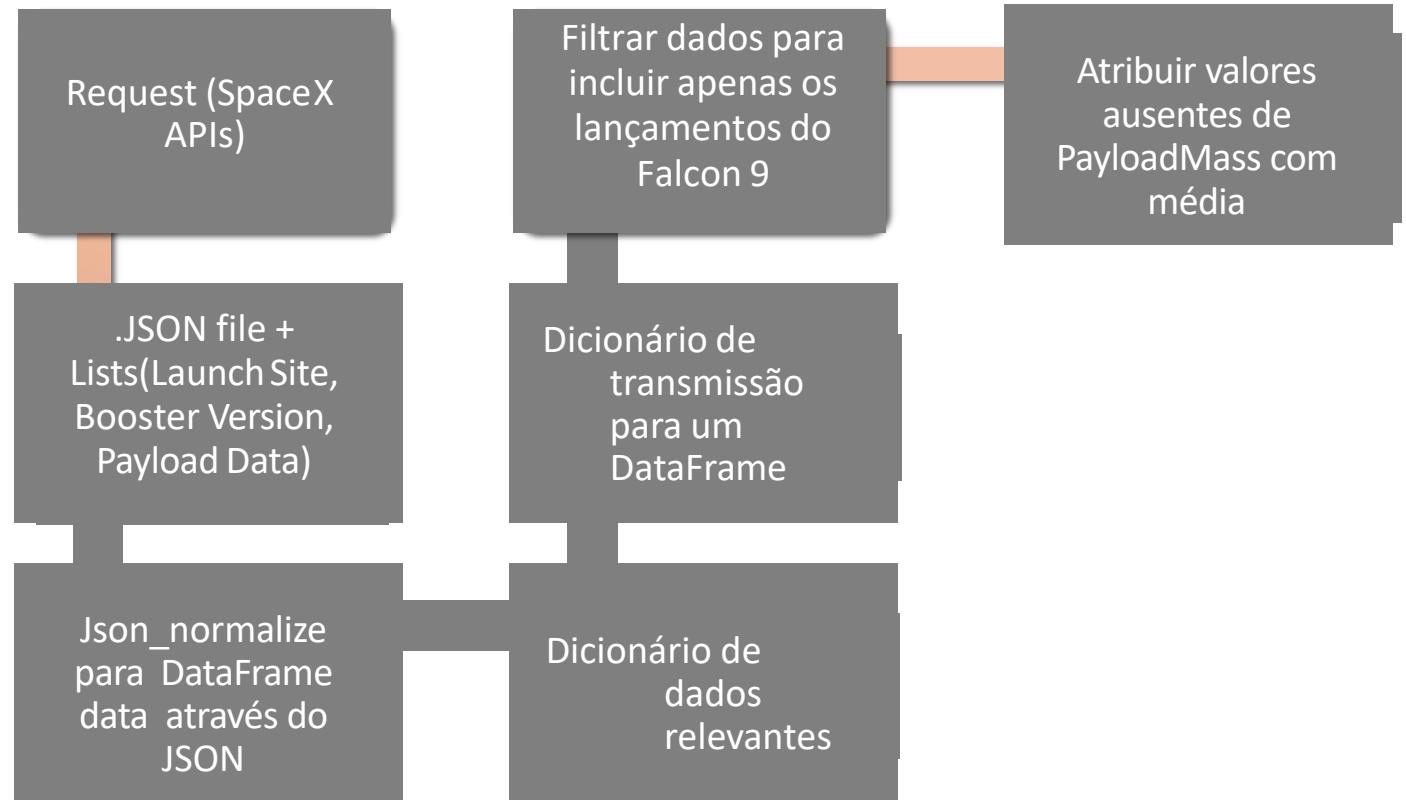 Request (SpaceX
APIs)
.JSON file +
Lists(Launch Site,
Booster Version,
Payload Data)
Json_normalize
para DataFrame
data através do
JSON
Dicionário de
dados
relevantes
Dicionário de
transmissão
para um
DataFrame
Filtrar dados para
incluir apenas os
lançamentos do
Falcon 9
Atribuir valores
ausentes de
PayloadMass com
média